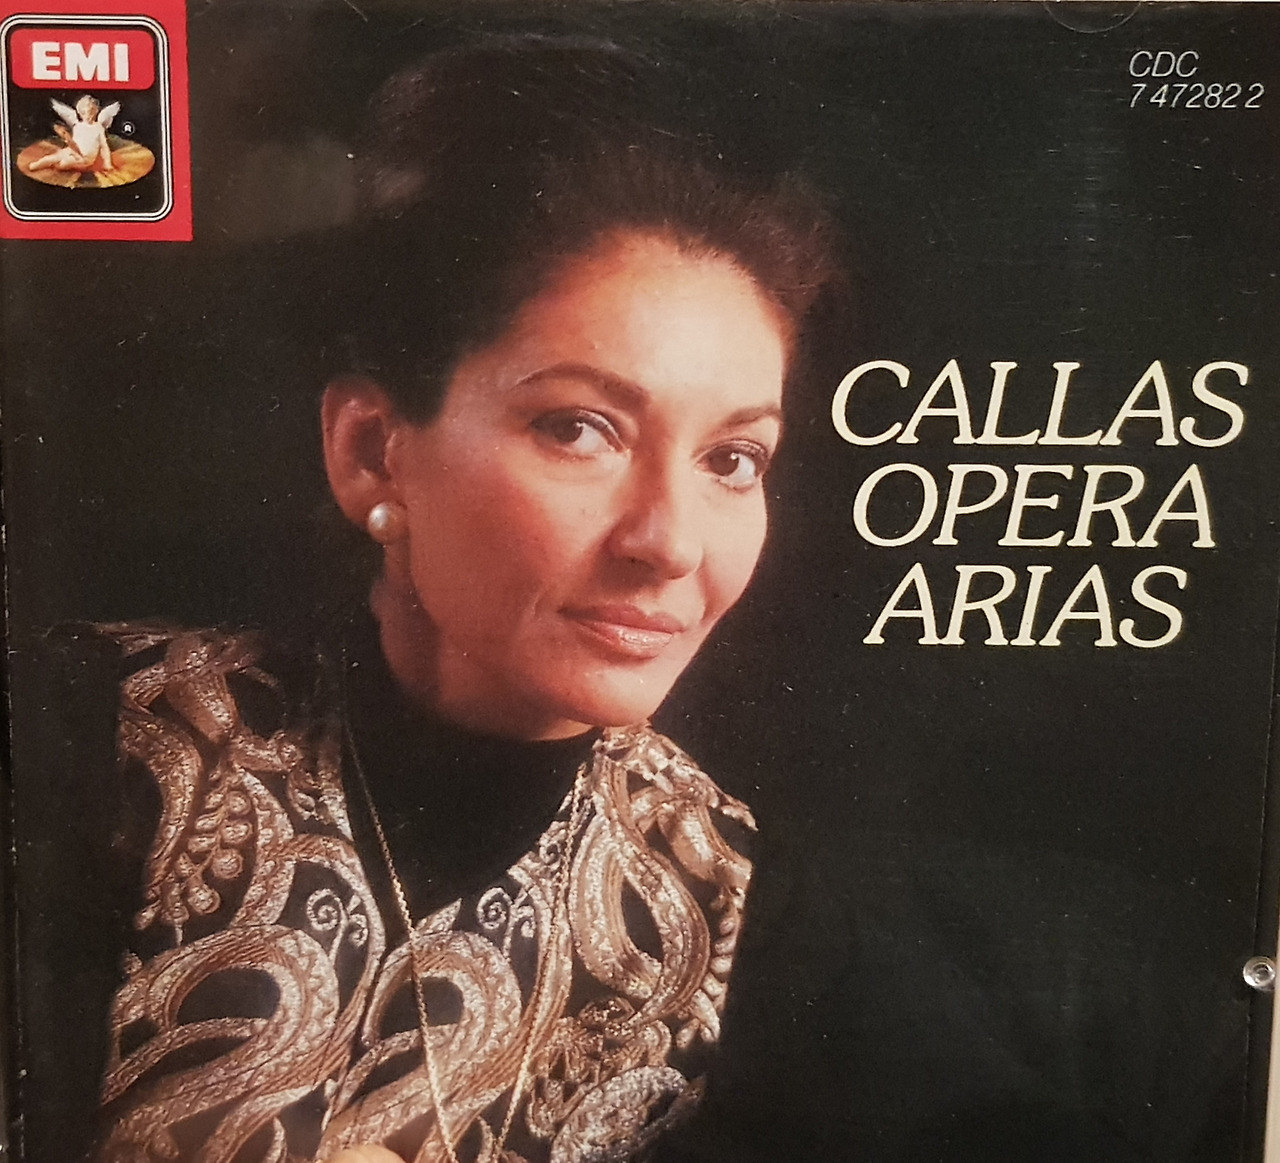 EMI
®
CDC
7 47282 2
CALLAS
OPERA
ARIAS